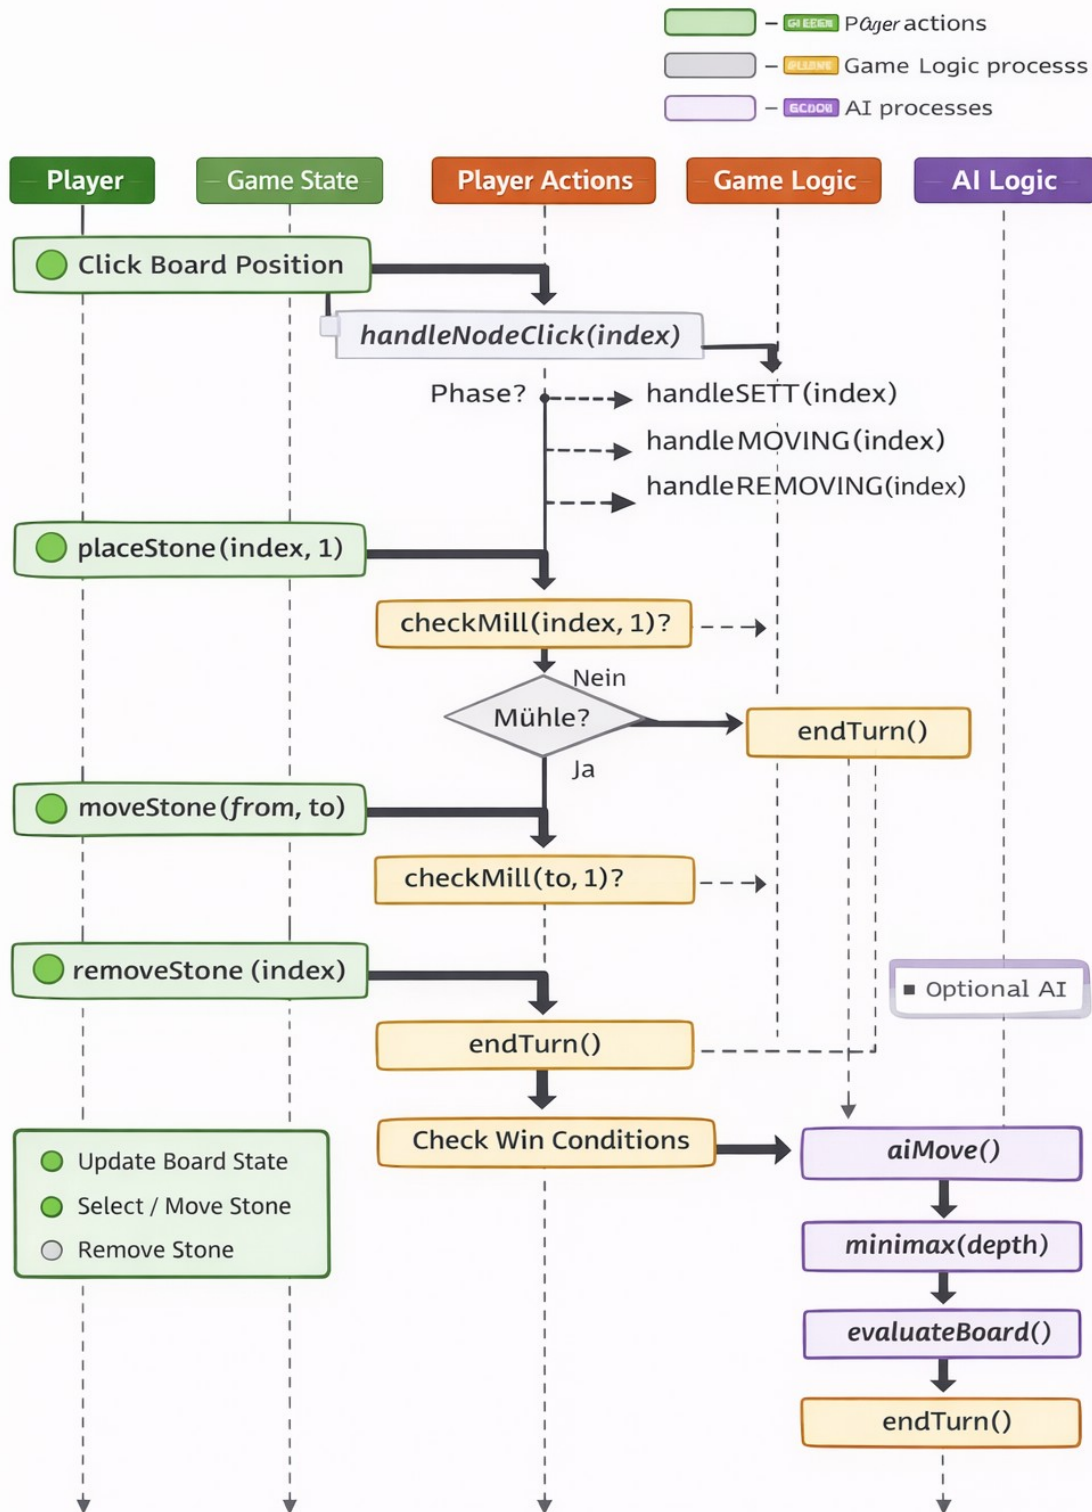 Player actions
Game Logic processs
AI processes
Player
Game State
Player Actions
Game Logic
AI Logic
Click Board Position
handleNodeClick(index)
Phase?
handleSETT(index)
handleMOVING(index)
handleREMOVING(index)
placeStone(index, 1)
checkMill(index, 1)?
Nein
Mühle?
endTurn()
Ja
moveStone(from, to)
checkMill(to, 1)?
removeStone (index)
Optional AI
endTurn()
Check Win Conditions
aiMove()
Update Board State
Select / Move Stone
Remove Stone
minimax(depth)
evaluateBoard()
endTurn()